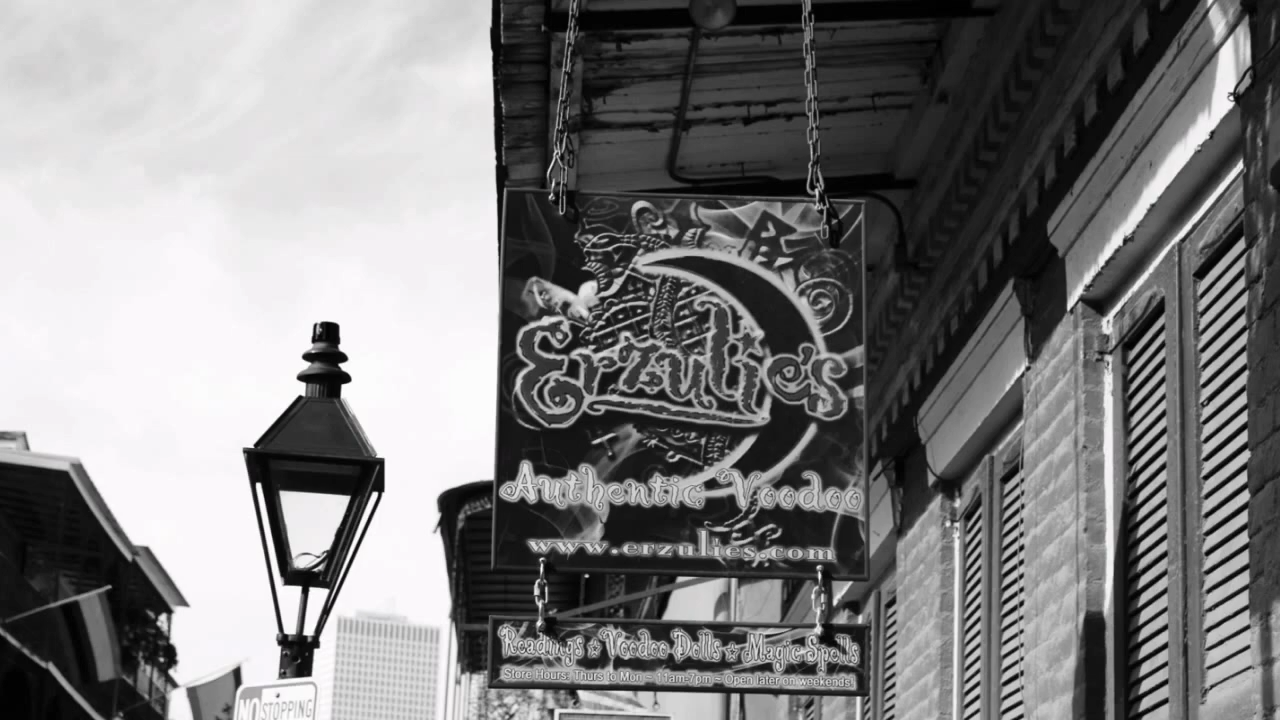 Erzulie's
Authentic Voodoo
www.erzulies.com
Readings ☆ Voodoo Dolls ☆ Magic Spells
Store Hours: Thurs to Mon ~ 11am-7pm ~ Open later on weekends.
NO STOPPING